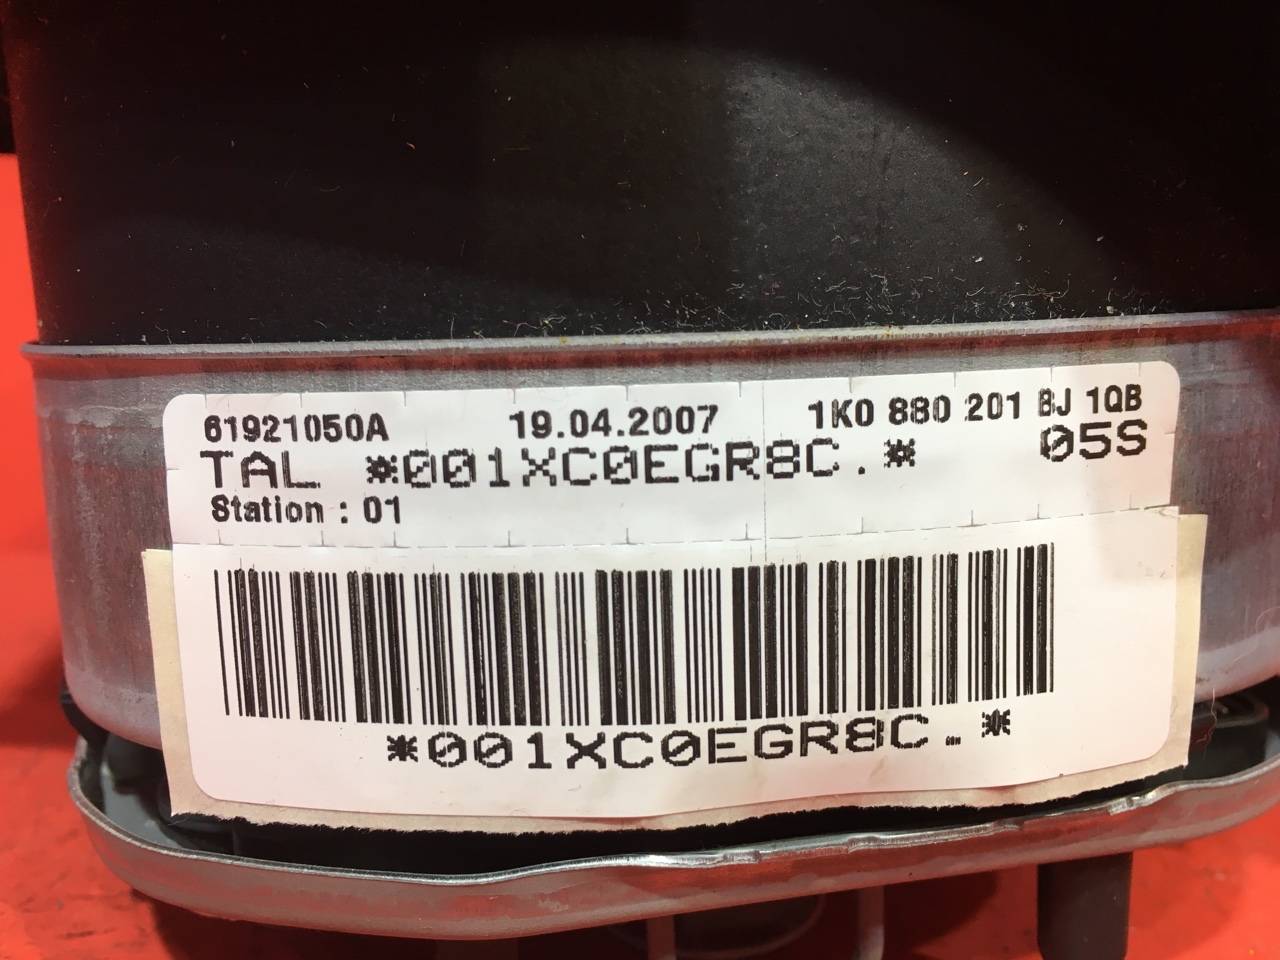 61921050A 19.04.2007 1K0 880 201 BJ 1QB
TAL *001XC0EGR8C.* 05S
Station : 01
*001XC0EGR8C.*